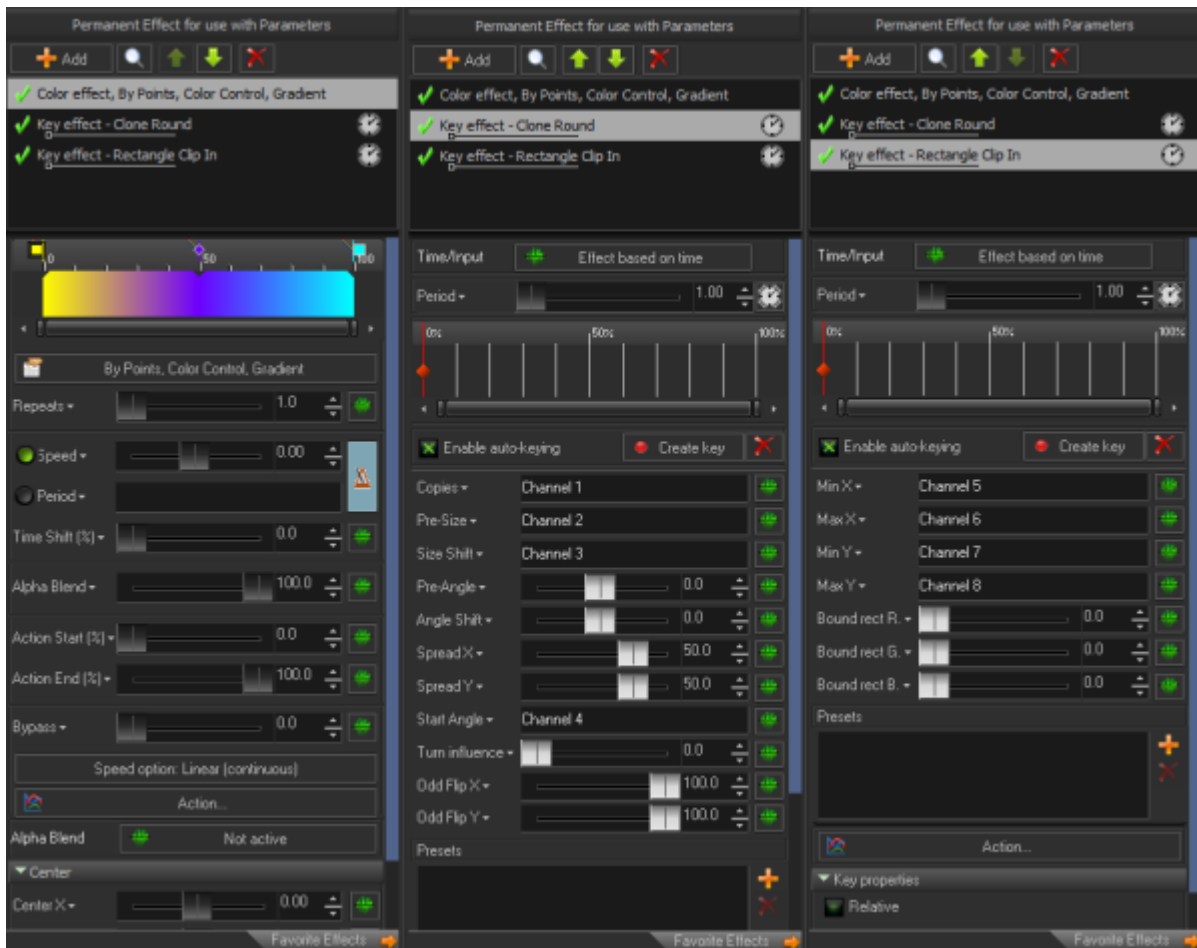 Permanent Effect for use with Parameters
Add
Color effect, By Points, Color Control, Gradient
Key effect - Clone Round
Key effect - Rectangle Clip In
0 50 100
By Points, Color Control, Gradient
Repeats 1.0
Speed 0.00
Period
Time Shift (%) 0.0
Alpha Blend 100.0
Action Start (%) 0.0
Action End (%) 100.0
Bypass 0.0
Speed option: Linear (continuous)
Action...
Alpha Blend Not active
Center
Center X 0.00
Favorite Effects
Permanent Effect for use with Parameters
Add
Color effect, By Points, Color Control, Gradient
Key effect - Clone Round
Key effect - Rectangle Clip In
Time/Input Effect based on time
Period 1.00
0% 50% 100%
Enable auto-keying Create key
Copies Channel 1
Pre-Size Channel 2
Size Shift Channel 3
Pre-Angle 0.0
Angle Shift 0.0
Spread X 50.0
Spread Y 50.0
Start Angle Channel 4
Turn influence 0.0
Odd Flip X 100.0
Odd Flip Y 100.0
Presets
Favorite Effects
Permanent Effect for use with Parameters
Add
Color effect, By Points, Color Control, Gradient
Key effect - Clone Round
Key effect - Rectangle Clip In
Time/Input Effect based on time
Period 1.00
0% 50% 100%
Enable auto-keying Create key
Min X Channel 5
Max X Channel 6
Min Y Channel 7
Max Y Channel 8
Bound rect R. 0.0
Bound rect G. 0.0
Bound rect B. 0.0
Presets
Action...
Key properties
Relative
Favorite Effects